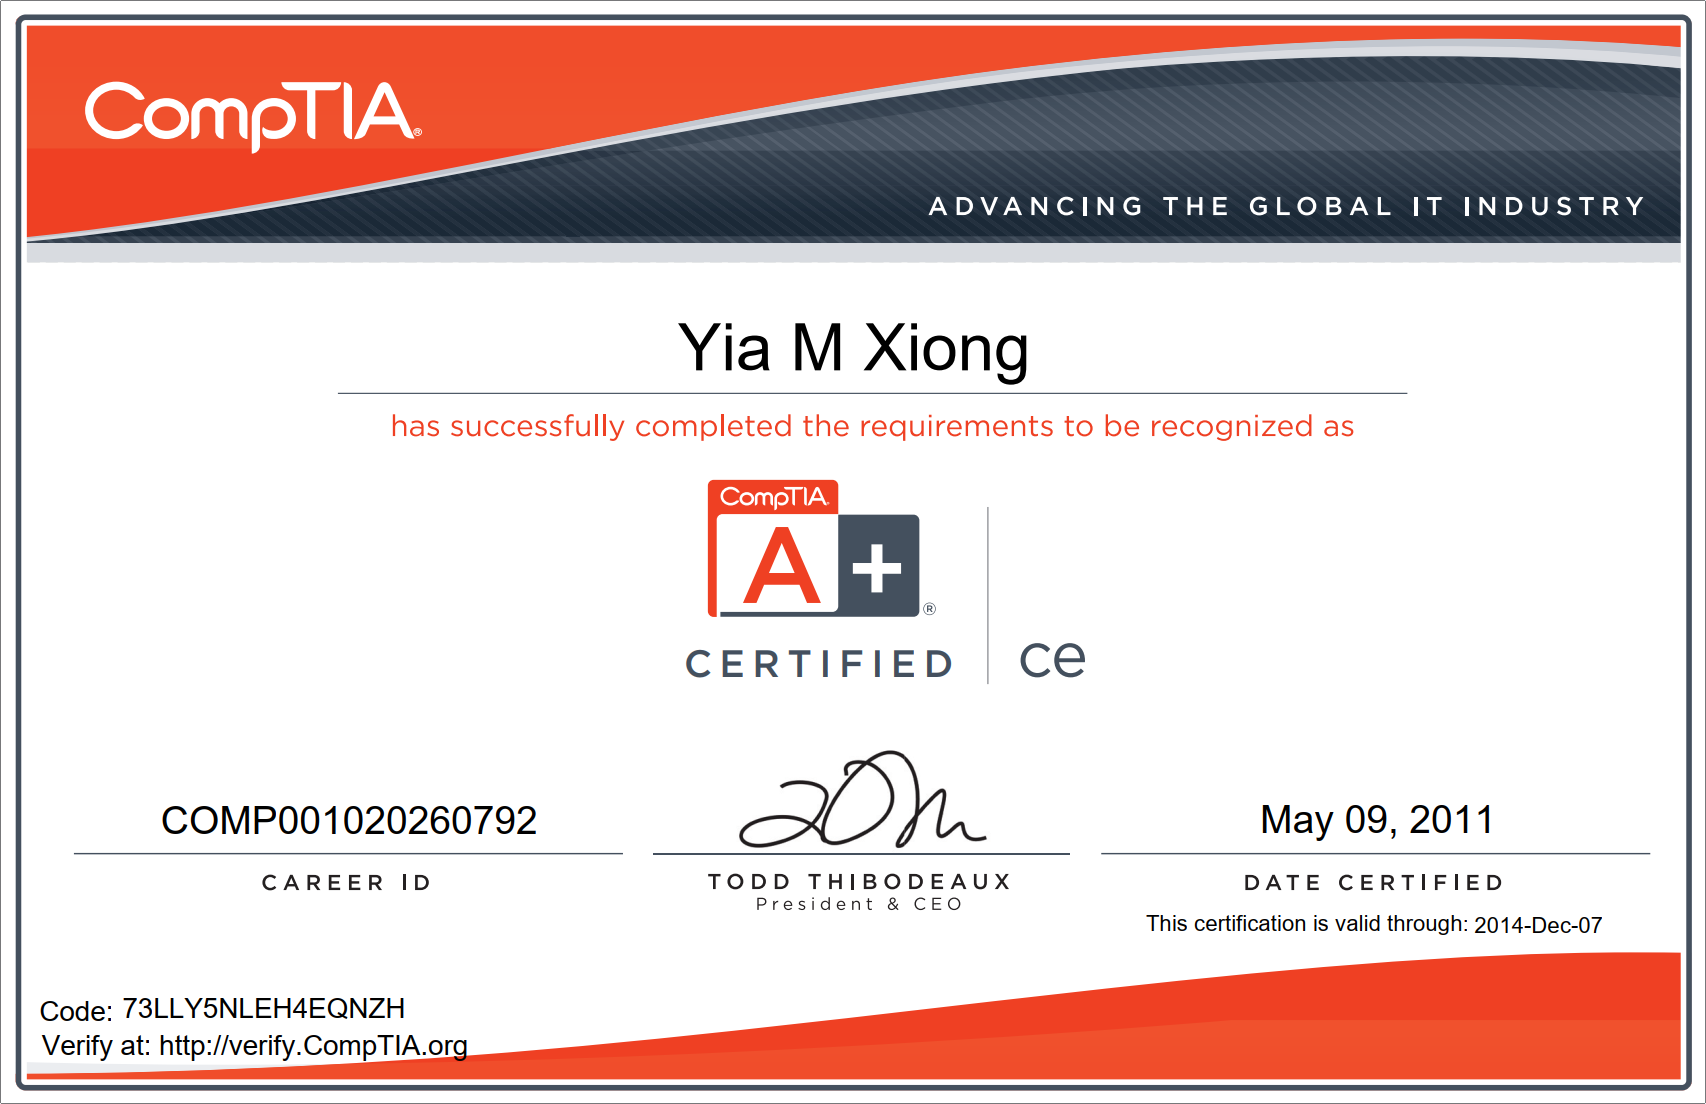 CompTIA®
ADVANCING THE GLOBAL IT INDUSTRY
Yia M Xiong
has successfully completed the requirements to be recognized as
CompTIA
A+®
CERTIFIED ce
COMP001020260792
CAREER ID
TODD THIBODEAUX
President & CEO
May 09, 2011
DATE CERTIFIED
This certification is valid through: 2014-Dec-07
Code: 73LLY5NLEH4EQNZH
Verify at: http://verify.CompTIA.org